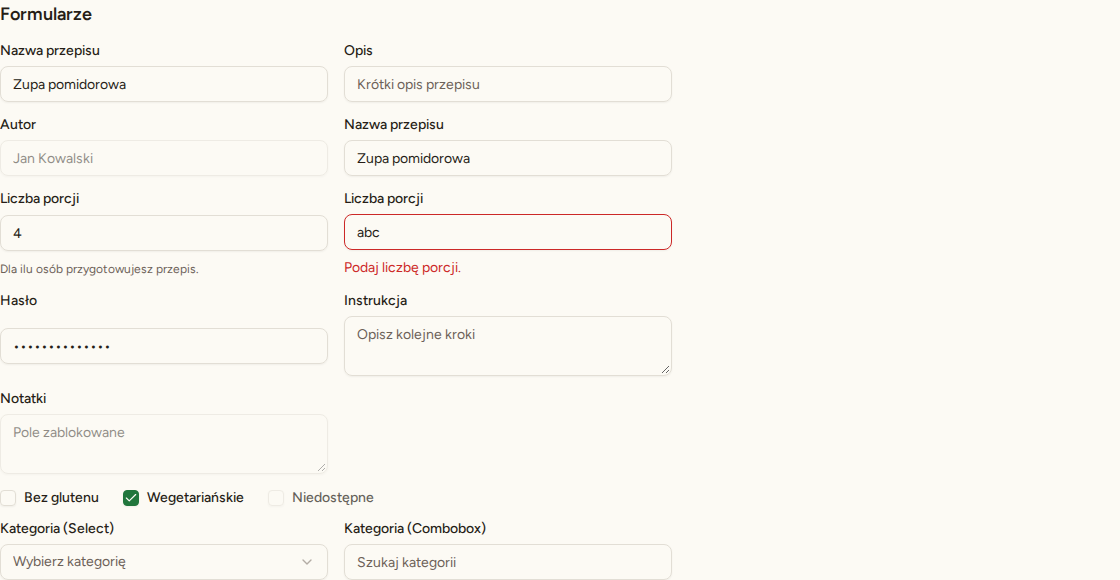 Formularze
Nazwa przepisu
Opis
Zupa pomidorowa
Krótki opis przepisu
Autor
Nazwa przepisu
Jan Kowalski
Zupa pomidorowa
Liczba porcji
Liczba porcji
4
abc
Dla ilu osób przygotowujesz przepis.
Podaj liczbę porcji.
Hasło
Instrukcja
••••••••••••••
Opisz kolejne kroki
Notatki
Pole zablokowane
Bez glutenu
Wegetariańskie
Niedostępne
Kategoria (Select)
Kategoria (Combobox)
Wybierz kategorię
Szukaj kategorii